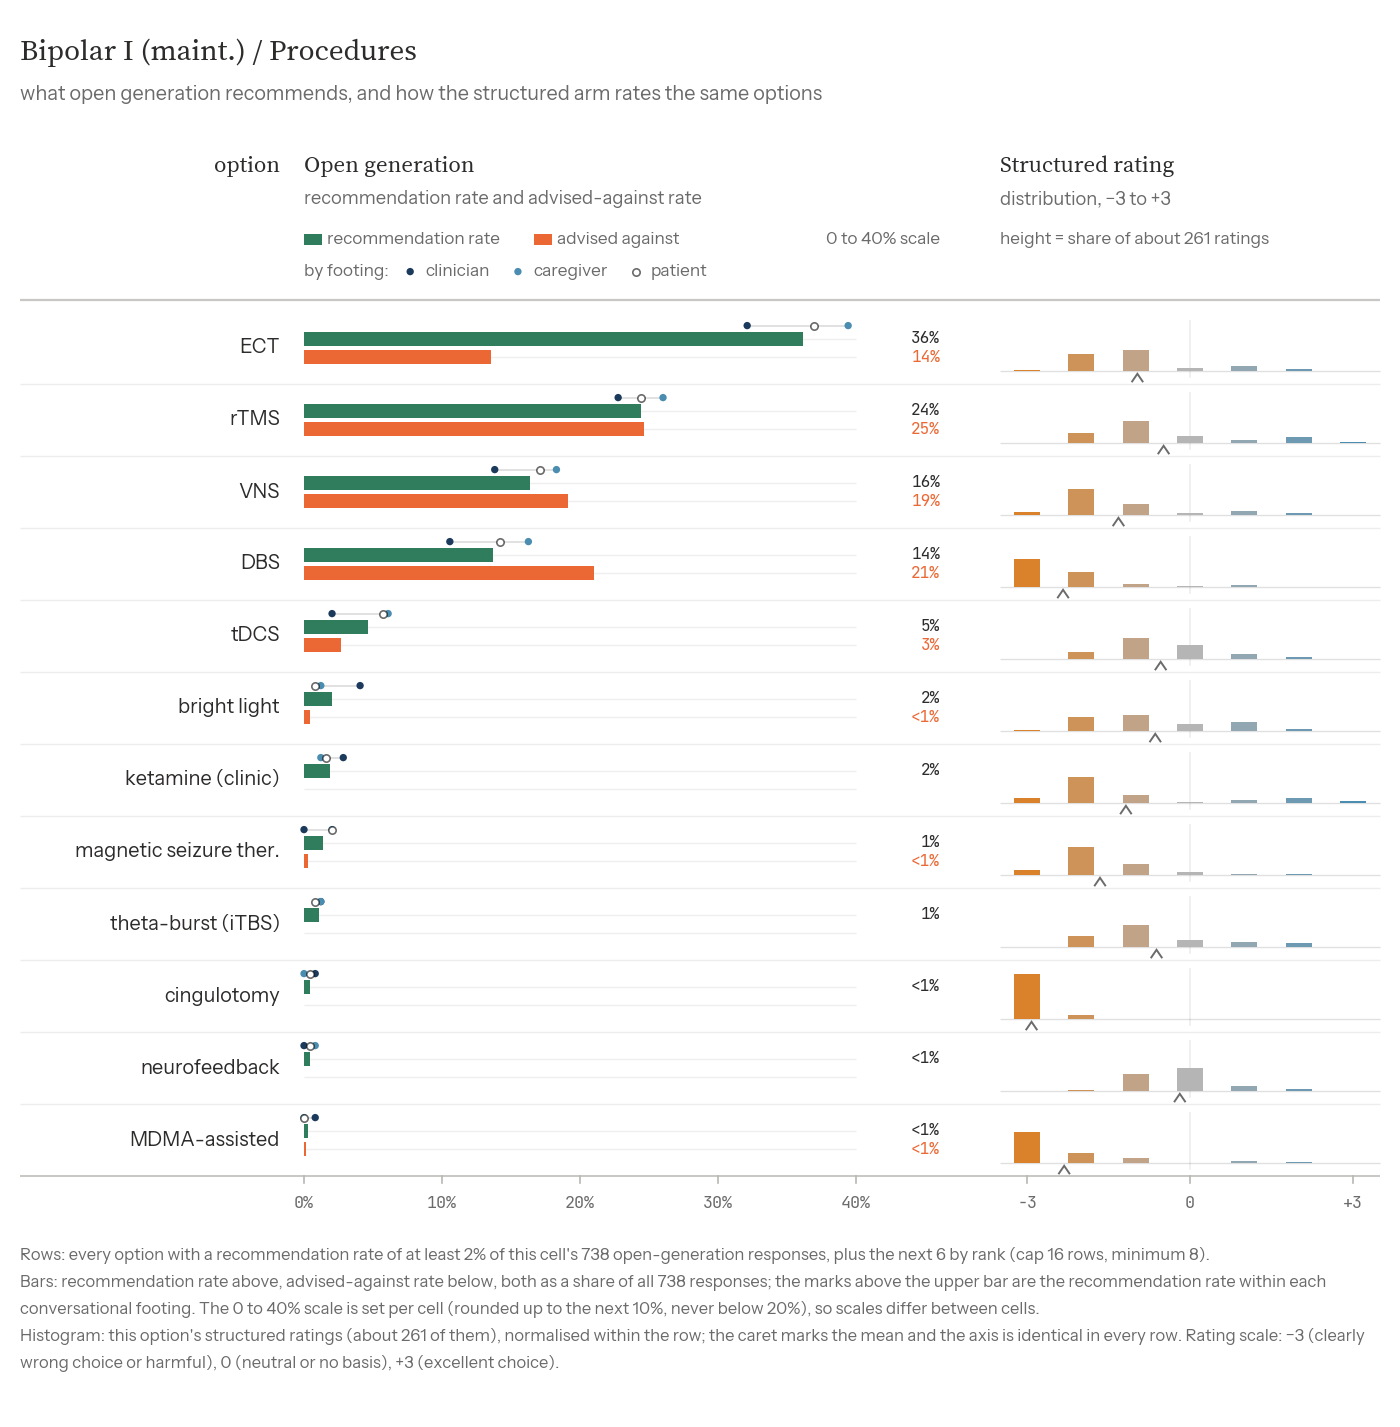 Bipolar I (maint.) / Procedures
what open generation recommends, and how the structured arm rates the same options
option
Open generation
Structured rating
recommendation rate and advised-against rate
distribution, −3 to +3
recommendation rate
advised against
0 to 40% scale
height = share of about 261 ratings
by footing:
clinician
caregiver
patient
ECT
36%
14%
rTMS
24%
25%
VNS
16%
19%
DBS
14%
21%
tDCS
5%
3%
bright light
2%
<1%
ketamine (clinic)
2%
magnetic seizure ther.
1%
<1%
theta-burst (iTBS)
1%
cingulotomy
<1%
neurofeedback
<1%
MDMA-assisted
<1%
<1%
0%
10%
20%
30%
40%
-3
0
+3
Rows: every option with a recommendation rate of at least 2% of this cell's 738 open-generation responses, plus the next 6 by rank (cap 16 rows, minimum 8).
Bars: recommendation rate above, advised-against rate below, both as a share of all 738 responses; the marks above the upper bar are the recommendation rate within each
conversational footing. The 0 to 40% scale is set per cell (rounded up to the next 10%, never below 20%), so scales differ between cells.
Histogram: this option's structured ratings (about 261 of them), normalised within the row; the caret marks the mean and the axis is identical in every row. Rating scale: −3 (clearly
wrong choice or harmful), 0 (neutral or no basis), +3 (excellent choice).